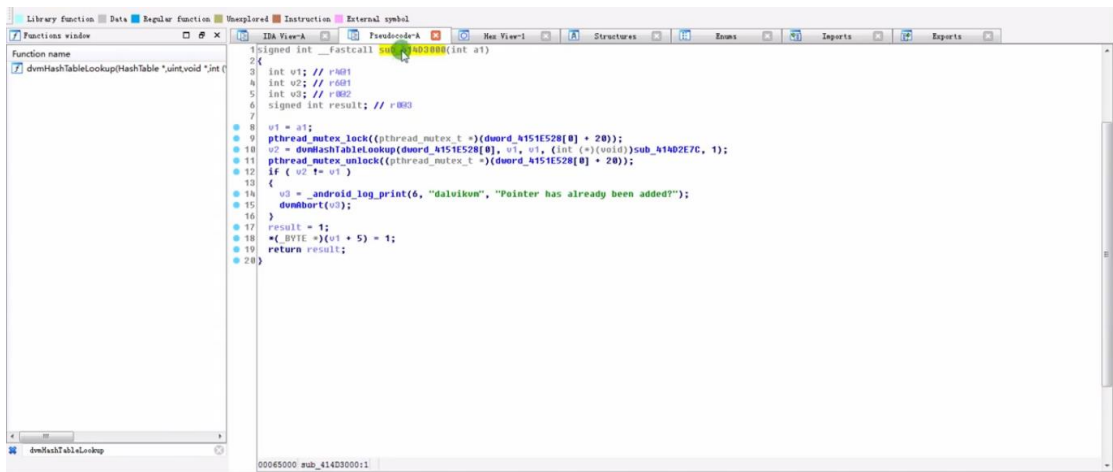 Library function Data Regular function Unexplored Instruction External symbol
Functions window
IDA View-A Pseudocode-A Hex View-1 Structures Enums Imports Exports
Function name
dvmHashTableLookup(HashTable *,uint,void *,int (
1 signed int __fastcall sub_414D3000(int a1)
2 {
3 int v1; // r4@1
4 int v2; // r6@1
5 int v3; // r0@2
6 signed int result; // r0@3
7
8 v1 = a1;
9 pthread_mutex_lock((pthread_mutex_t *)(dword_4151E528[0] + 20));
10 v2 = dvmHashTableLookup(dword_4151E528[0], v1, v1, (int (*)(void))sub_414D2E7C, 1);
11 pthread_mutex_unlock((pthread_mutex_t *)(dword_4151E528[0] + 20));
12 if ( v2 != v1 )
13 {
14 v3 = _android_log_print(6, "dalvikvm", "Pointer has already been added?");
15 dvmAbort(v3);
16 }
17 result = 1;
18 *(_BYTE *)(v1 + 5) = 1;
19 return result;
20 }
dvmHashTableLookup
00065000 sub_414D3000:1